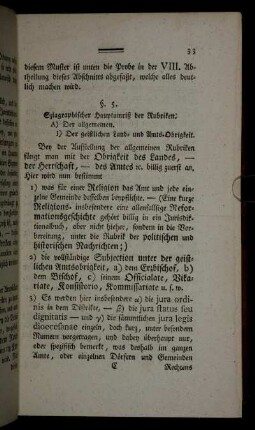 33
diesem Muster ist unten die Probe in der VIII. Ab-
theilung dieses Abschnitts abgefaßt, welche alles deut-
lich machen wird.
§. 5.
Sziagraphischer Hauptumriß der Rubriken:
A) Der allgemeinen.
1) Der geistlichen Land- und Amts-Obrigkeit.
Bey der Aufstellung der allgemeinen Rubriken
fängt man mit der Obrigkeit des Landes, —
der Herrschaft, — des Amtes ꝛc. billig zuerst an.
Hier wird nun bestimmt
1) was für einer Religion das Amt und jede ein-
zelne Gemeinde desselben beypflichte. — (Eine kurze
Religions- insbesondere eine allenfallsige Refor-
mationsgeschichte gehört billig in ein Jurisdik-
tionalbuch, aber nicht hieher, sondern in die Vor-
bereitung, unter die Rubrik der politischen und
historischen Nachrichten;)
2) die vollständige Subjection unter der geist-
lichen Amtsobrigkeit, a) dem Erzbischof, b)
dem Bischof, c) seinem Officialate, Vika-
riate, Konsistorio, Kommissariate u. s. w.
3) Es werden hier insbesondere α) die jura ordi-
nis in dem Distrikte, — β) die jura status seu
dignitatis — und γ) die sämmtlichen jura legis
dioecesanae einzeln, doch kurz, unter besondern
Numern vorgetragen, und dabey überhaupt nur,
oder specifisch bemerkt, was deshalb im ganzen
Amte, oder einzelnen Dörfern und Gemeinden
C
Rechtens